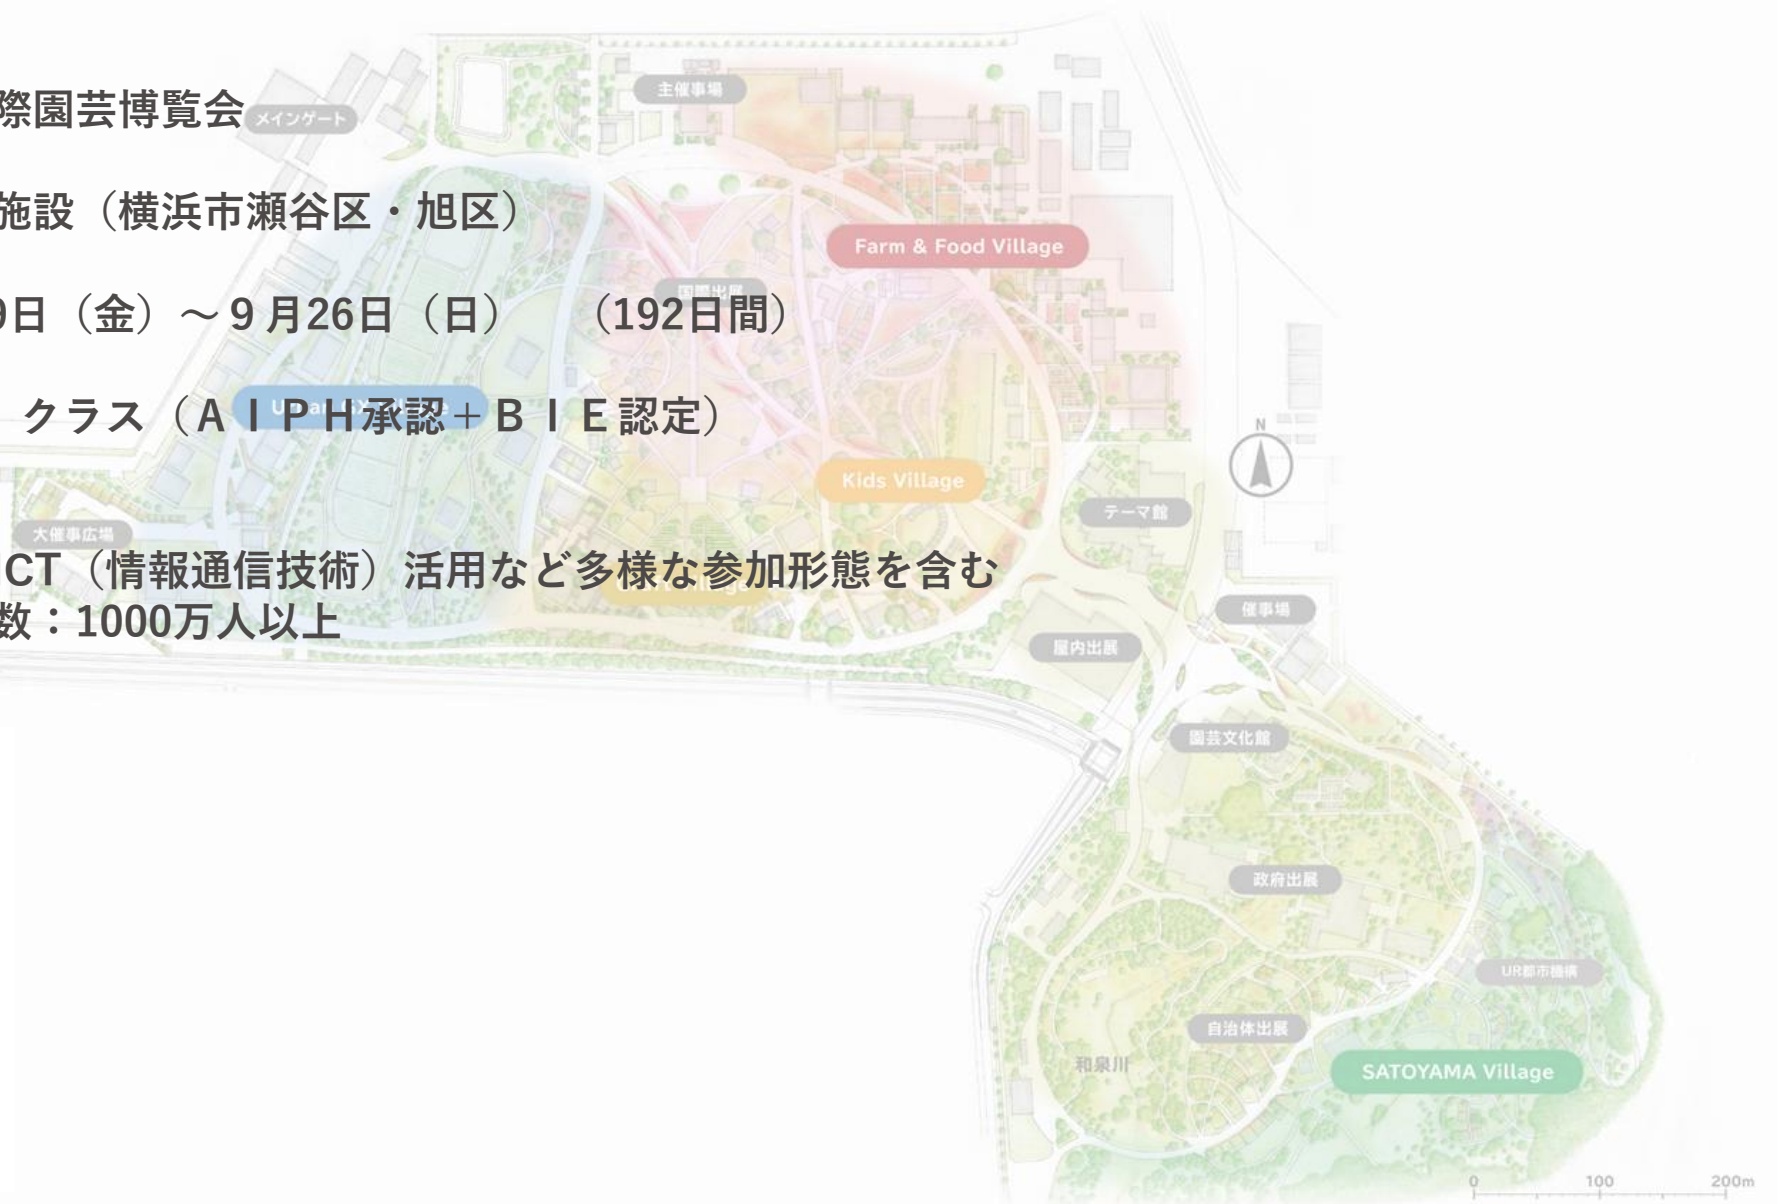 際園芸博覧会
施設（横浜市瀬谷区・旭区）
9日（金）～９月26日（日）　（192日間）
クラス（ＡＩＰＨ承認＋ＢＩＥ認定）
ICT（情報通信技術）活用など多様な参加形態を含む
数：1000万人以上
メインゲート
主催事場
Farm & Food Village
国際出展
Kids Village
テーマ館
N
大催事広場
催事場
屋内出展
園芸文化館
政府出展
UR都市機構
自治体出展
和泉川
SATOYAMA Village
0 100 200m